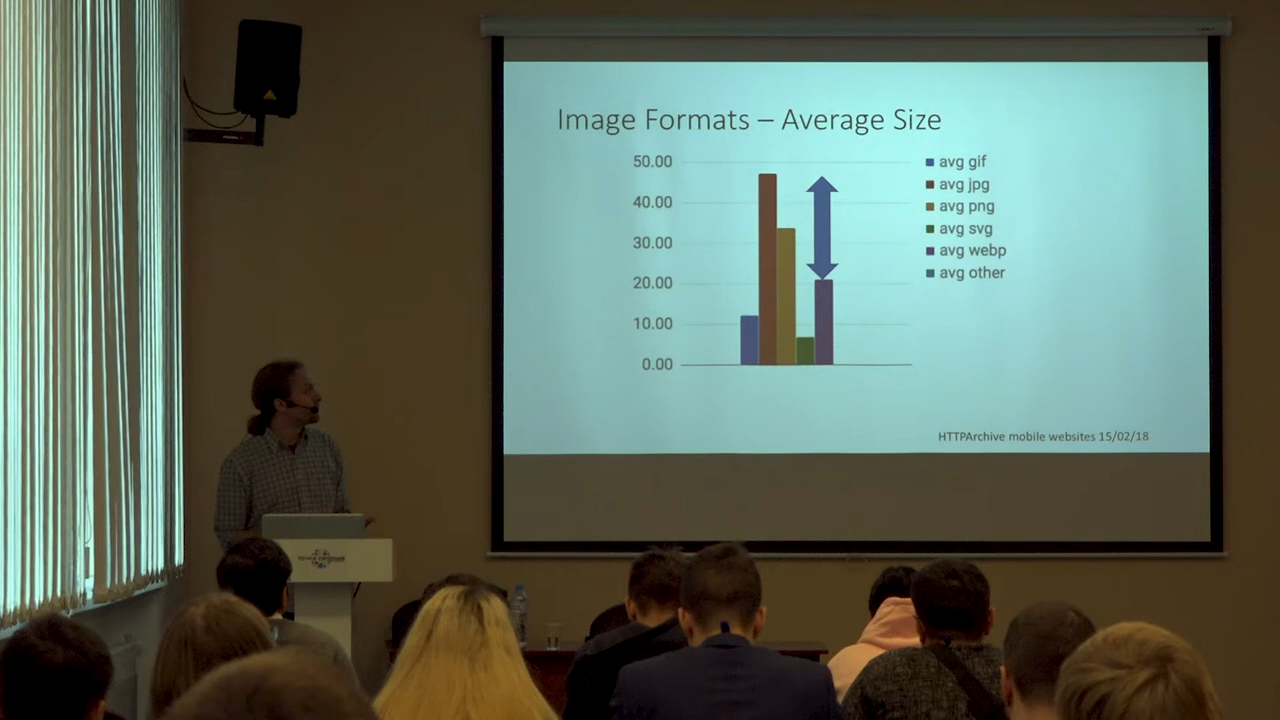 Image Formats – Average Size
50.00
40.00
30.00
20.00
10.00
0.00
avg gif
avg jpg
avg png
avg svg
avg webp
avg other
HTTPArchive mobile websites 15/02/18